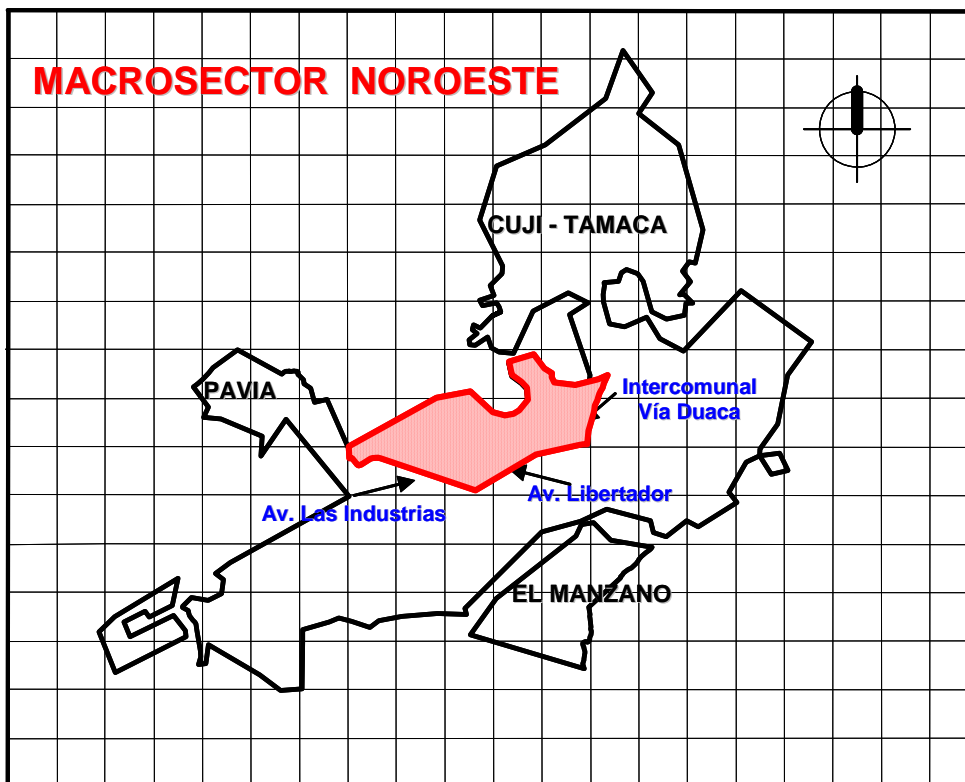 MACROSECTOR NOROESTE
CUJI - TAMACA
PAVIA
Intercomunal
Vía Duaca
Av. Libertador
Av. Las Industrias
EL MANZANO